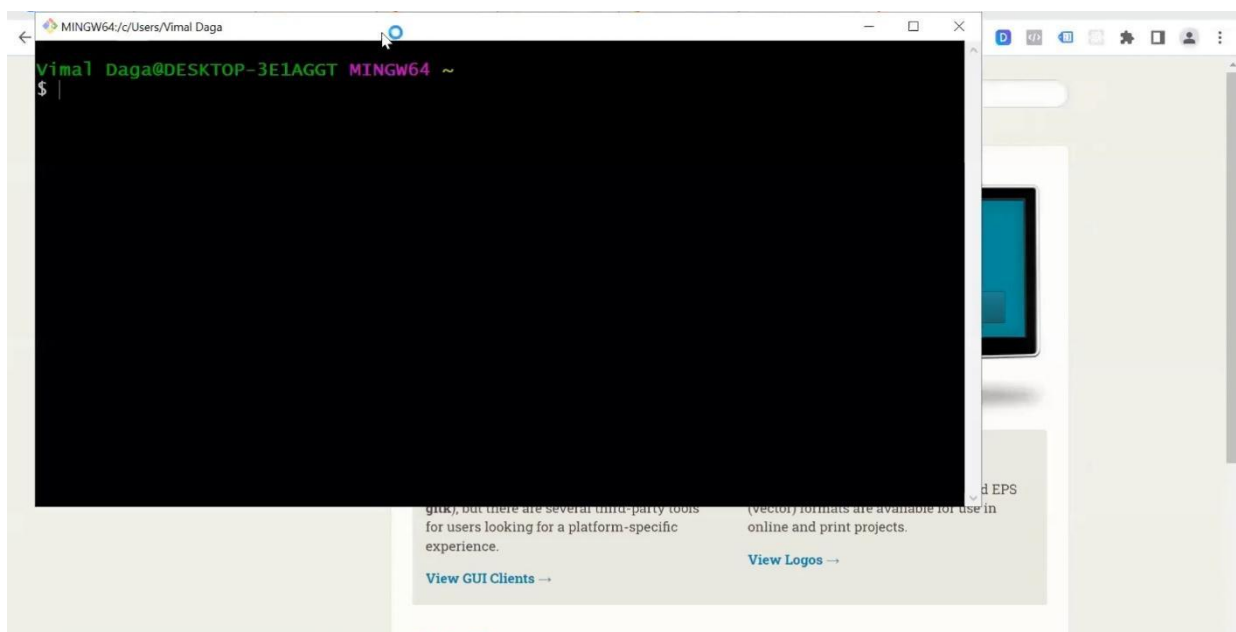 MINGW64:/c/Users/Vimal Daga
Vimal Daga@DESKTOP-3E1AGGT MINGW64 ~
$
D
d EPS
gitk), but there are several third-party tools
for users looking for a platform-specific
experience.
View GUI Clients →
(vector) formats are available for use in
online and print projects.
View Logos →